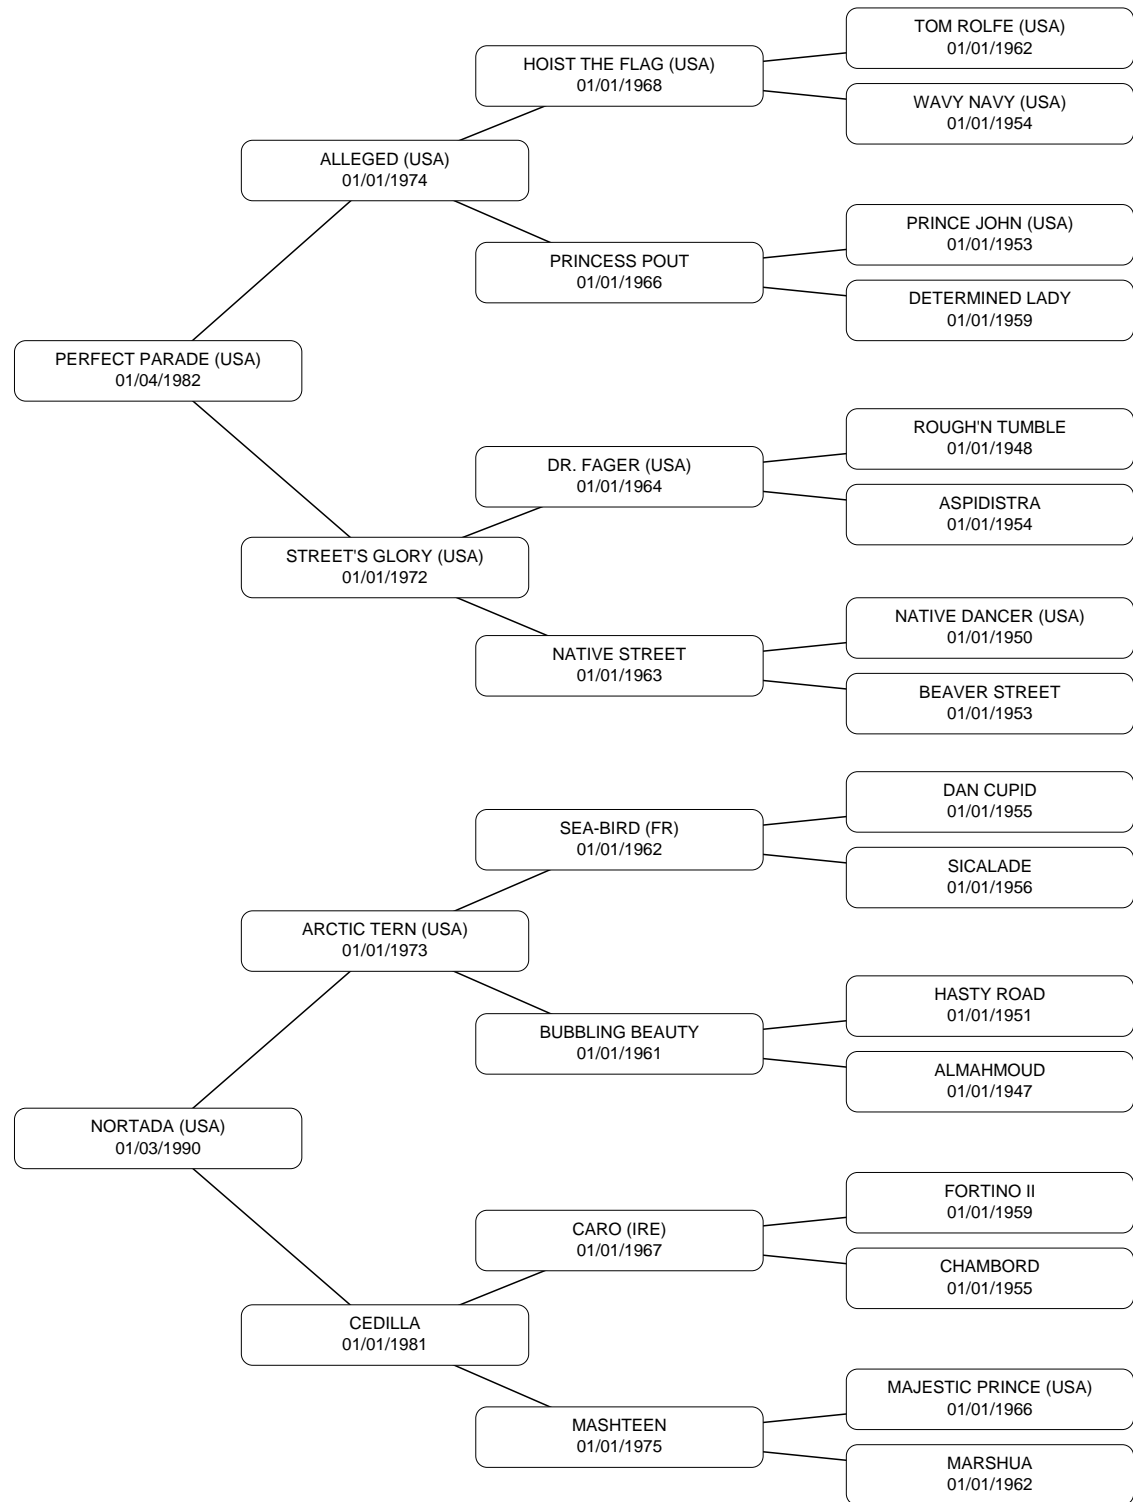 TOM ROLFE (USA)
01/01/1962
HOIST THE FLAG (USA)
01/01/1968
WAVY NAVY (USA)
01/01/1954
ALLEGED (USA)
01/01/1974
PRINCE JOHN (USA)
01/01/1953
PRINCESS POUT
01/01/1966
DETERMINED LADY
01/01/1959
PERFECT PARADE (USA)
01/04/1982
ROUGH'N TUMBLE
01/01/1948
DR. FAGER (USA)
01/01/1964
ASPIDISTRA
01/01/1954
STREET'S GLORY (USA)
01/01/1972
NATIVE DANCER (USA)
01/01/1950
NATIVE STREET
01/01/1963
BEAVER STREET
01/01/1953
DAN CUPID
01/01/1955
SEA-BIRD (FR)
01/01/1962
SICALADE
01/01/1956
ARCTIC TERN (USA)
01/01/1973
HASTY ROAD
01/01/1951
BUBBLING BEAUTY
01/01/1961
ALMAHMOUD
01/01/1947
NORTADA (USA)
01/03/1990
FORTINO II
01/01/1959
CARO (IRE)
01/01/1967
CHAMBORD
01/01/1955
CEDILLA
01/01/1981
MAJESTIC PRINCE (USA)
01/01/1966
MASHTEEN
01/01/1975
MARSHUA
01/01/1962